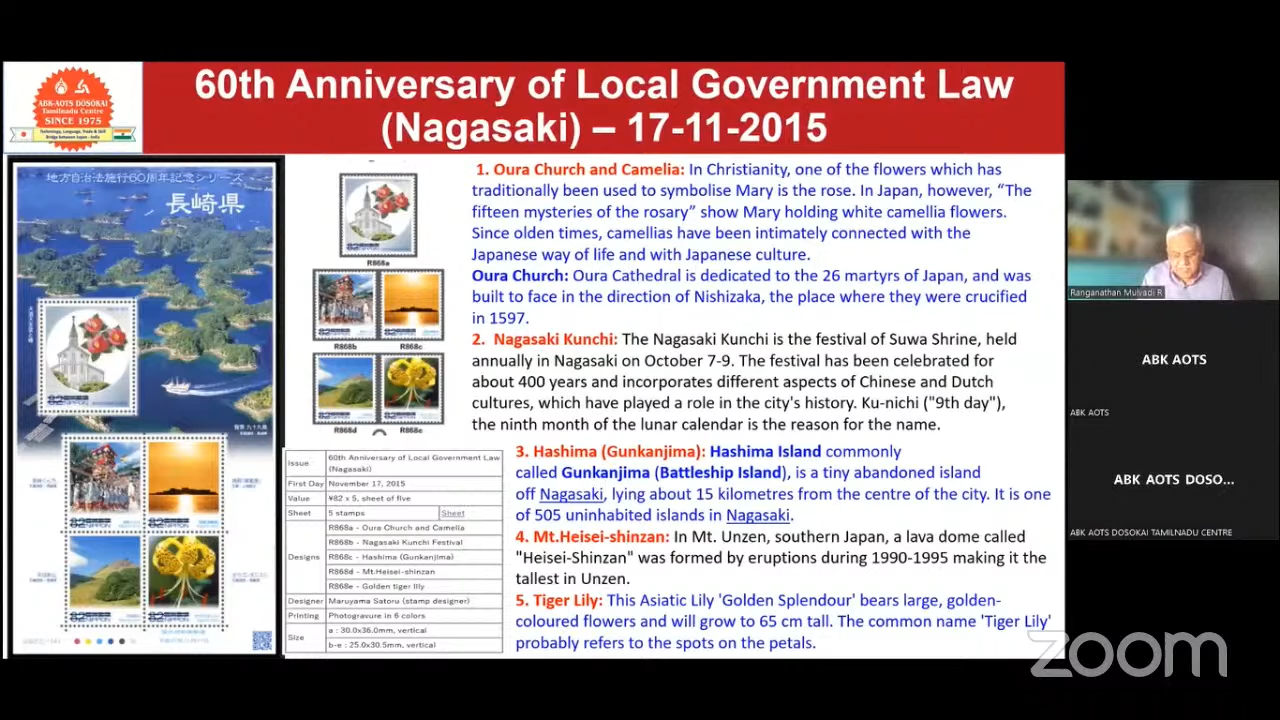 ABK-AOTS DOSOKAI
Tamilnadu Centre
SINCE 1975
Technology, Language, Trade & Skill
Bridge between Japan - India
60th Anniversary of Local Government Law
(Nagasaki) – 17-11-2015
地方自治法施行60周年記念シリーズ
長崎県
R868a
R868b
R868c
R868d
R868e
Issue
60th Anniversary of Local Government Law
(Nagasaki)
First Day
November 17, 2015
Value
¥82 x 5, sheet of five
Sheet
5 stamps
Sheet
Designs
R868a - Oura Church and Camelia
R868b - Nagasaki Kunchi Festival
R868c - Hashima (Gunkanjima)
R868d - Mt.Heisei-shinzan
R868e - Golden tiger lily
Designer
Maruyama Satoru (stamp designer)
Printing
Photogravure in 6 colors
Size
a : 30.0x36.0mm, vertical
b-e : 25.0x30.5mm, vertical
1. Oura Church and Camelia: In Christianity, one of the flowers which has
traditionally been used to symbolise Mary is the rose. In Japan, however, “The
fifteen mysteries of the rosary” show Mary holding white camellia flowers.
Since olden times, camellias have been intimately connected with the
Japanese way of life and with Japanese culture.
Oura Church: Oura Cathedral is dedicated to the 26 martyrs of Japan, and was
built to face in the direction of Nishizaka, the place where they were crucified
in 1597.
2. Nagasaki Kunchi: The Nagasaki Kunchi is the festival of Suwa Shrine, held
annually in Nagasaki on October 7-9. The festival has been celebrated for
about 400 years and incorporates different aspects of Chinese and Dutch
cultures, which have played a role in the city's history. Ku-nichi ("9th day"),
the ninth month of the lunar calendar is the reason for the name.
3. Hashima (Gunkanjima): Hashima Island commonly
called Gunkanjima (Battleship Island), is a tiny abandoned island
off Nagasaki, lying about 15 kilometres from the centre of the city. It is one
of 505 uninhabited islands in Nagasaki.
4. Mt.Heisei-shinzan: In Mt. Unzen, southern Japan, a lava dome called
"Heisei-Shinzan" was formed by eruptions during 1990-1995 making it the
tallest in Unzen.
5. Tiger Lily: This Asiatic Lily 'Golden Splendour' bears large, golden-
coloured flowers and will grow to 65 cm tall. The common name 'Tiger Lily'
probably refers to the spots on the petals.
Ranganathan Mulvadi R
ABK AOTS
ABK AOTS
ABK AOTS DOSO...
ABK AOTS DOSOKAI TAMILNADU CENTRE
zoom